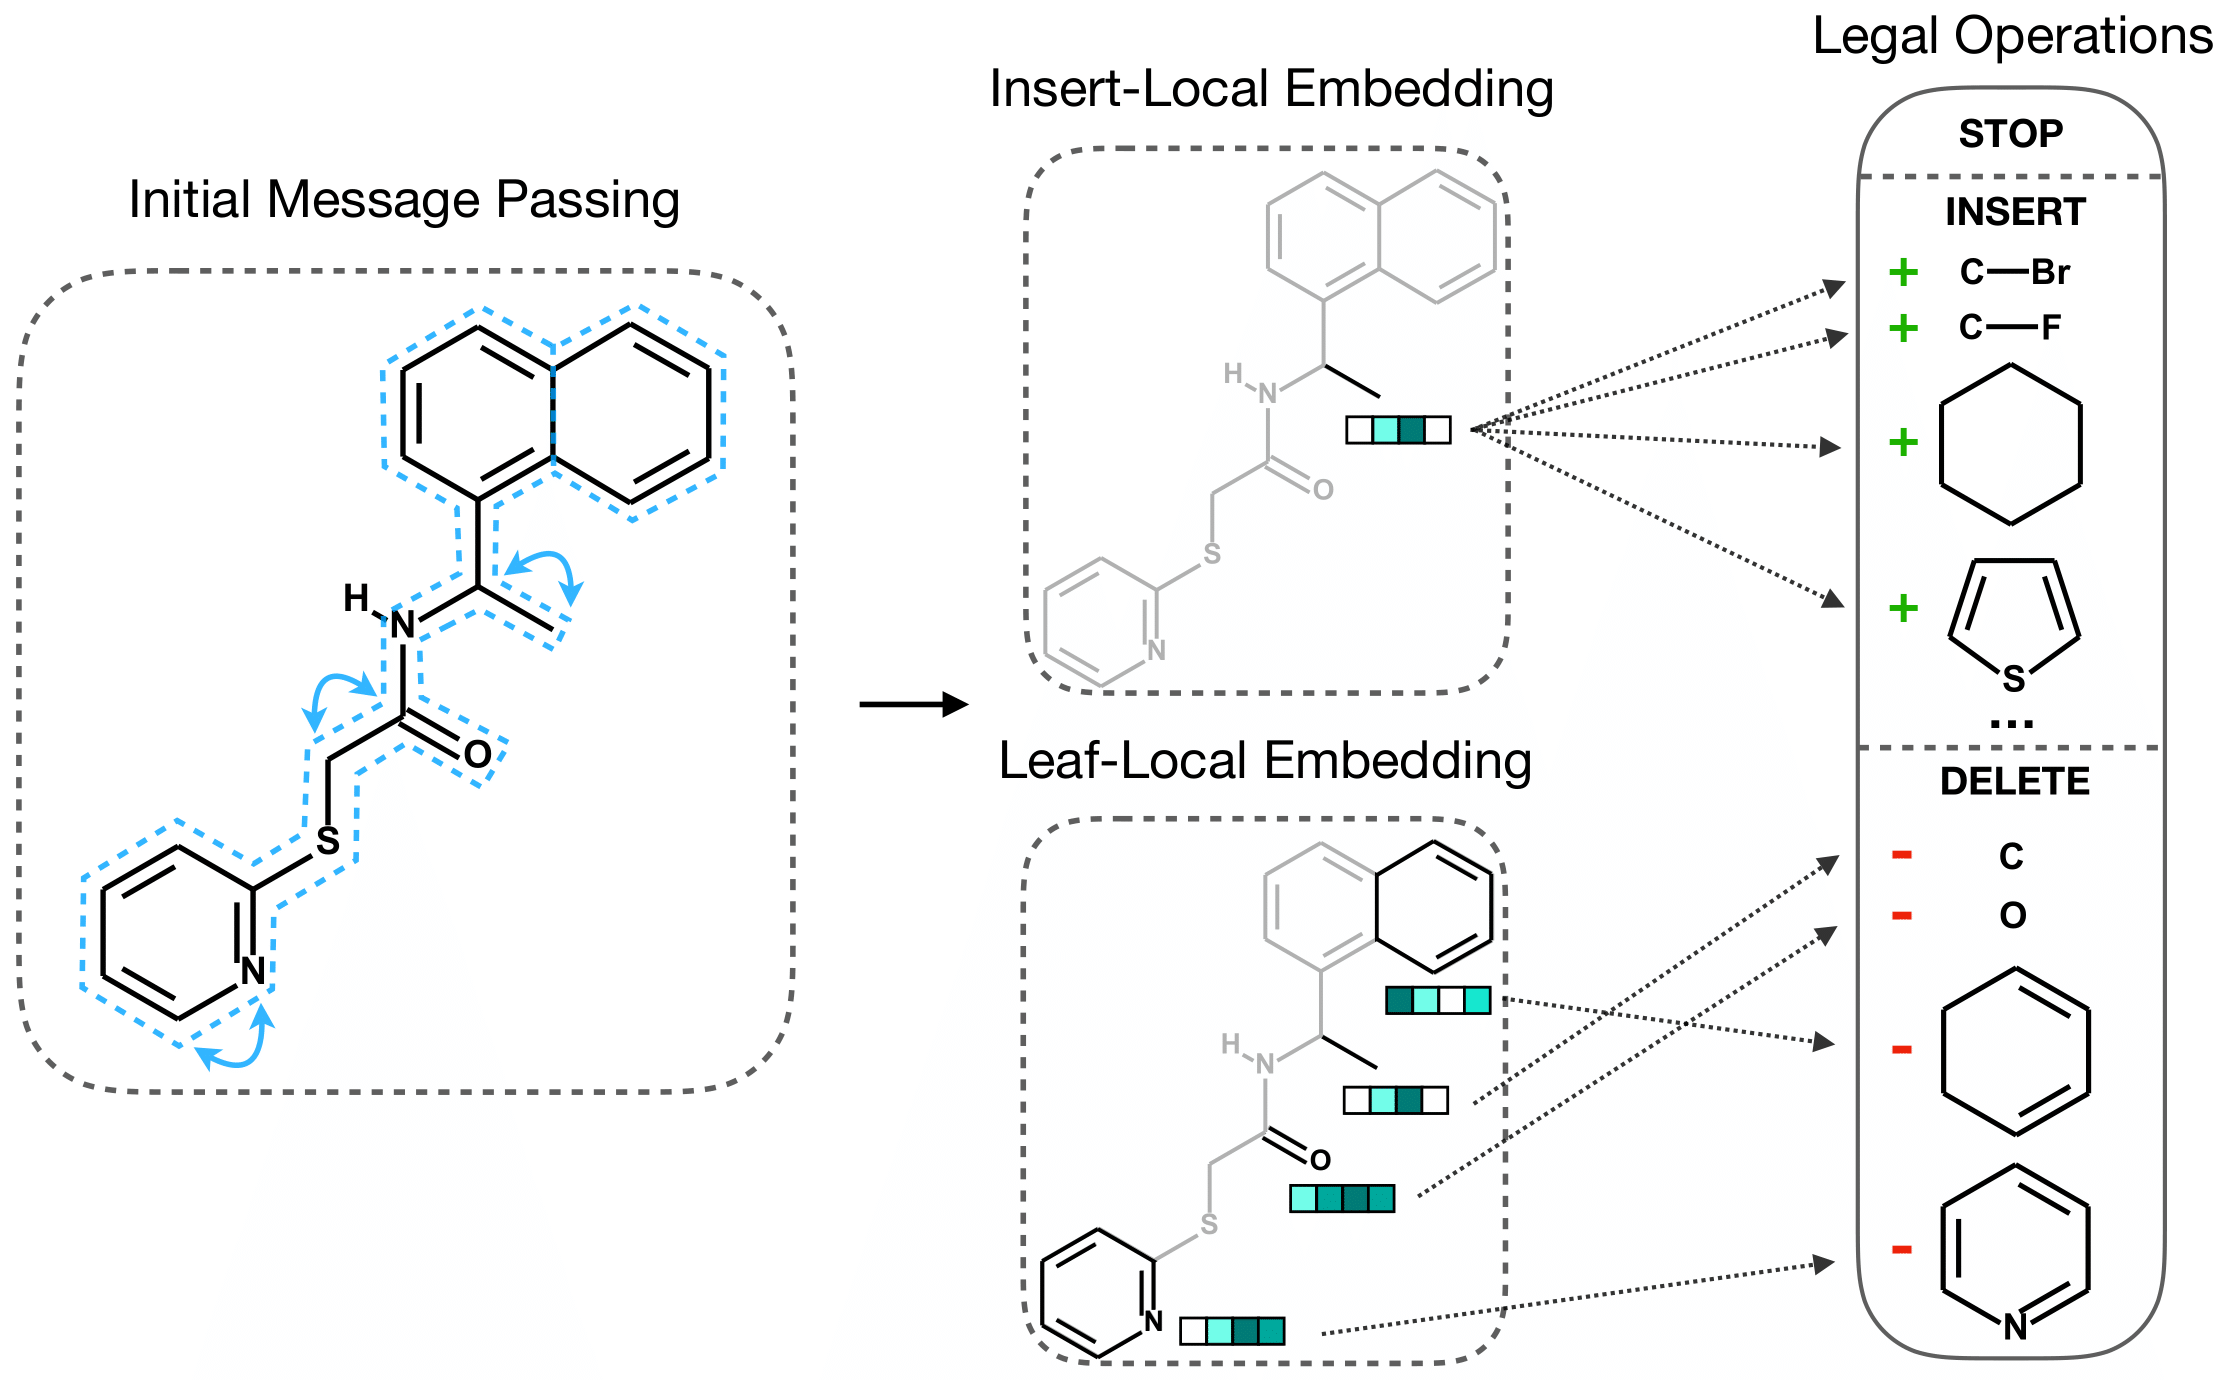 Initial Message Passing
H
N
O
S
N
Insert-Local Embedding
H
N
O
S
N
Leaf-Local Embedding
H
N
O
S
N
Legal Operations
STOP
INSERT
+ C—Br
+ C—F
+
+
S
...
DELETE
- C
- O
-
-
N